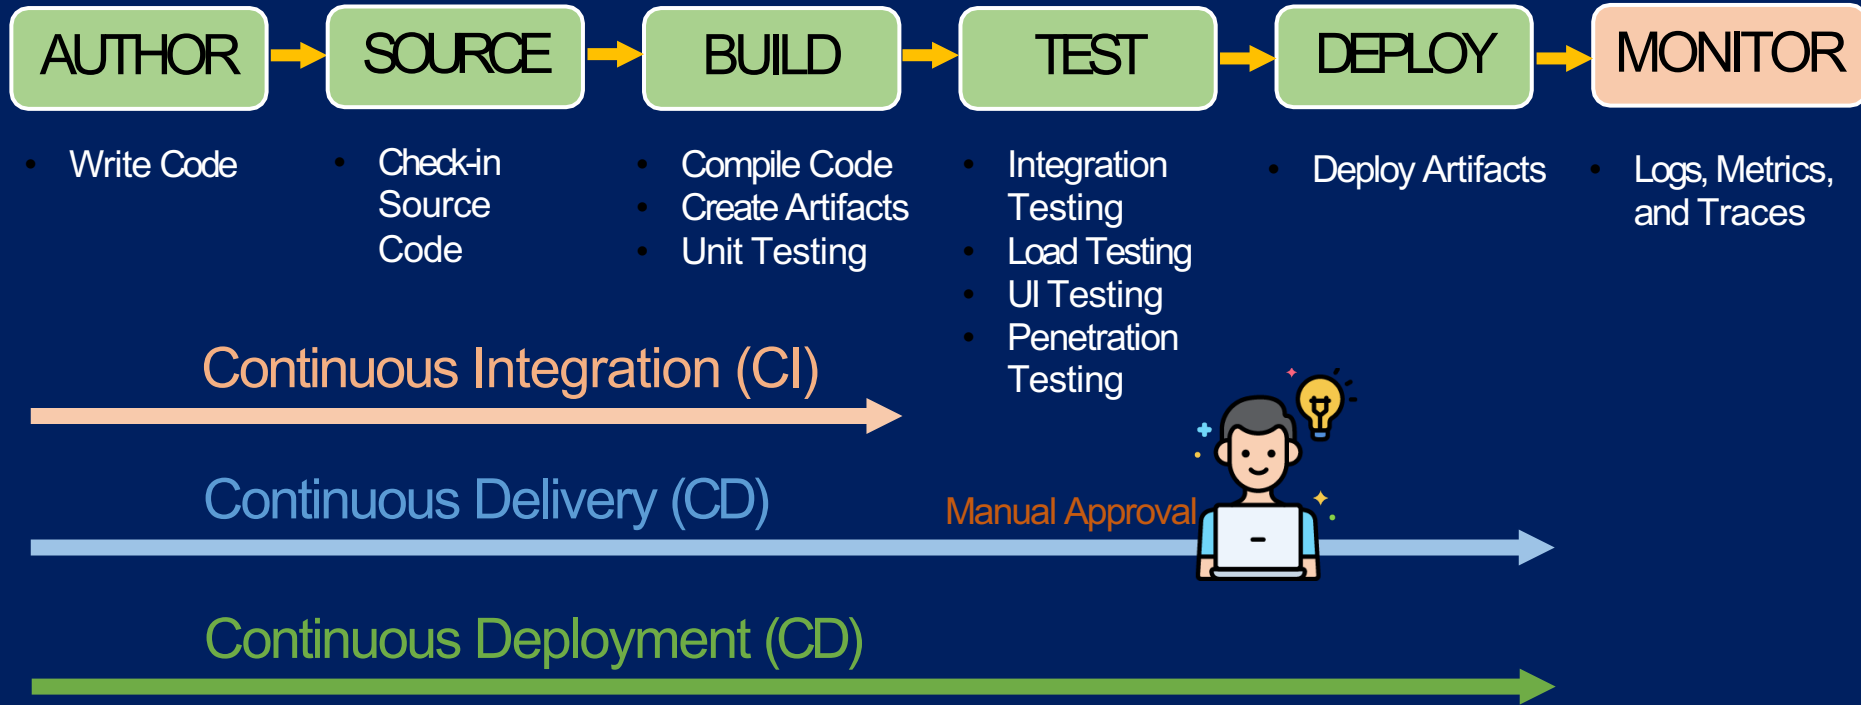 AUTHOR
SOURCE
BUILD
TEST
DEPLOY
MONITOR
• Write Code
• Check-in
Source
Code
• Compile Code
• Create Artifacts
• Unit Testing
• Integration
Testing
• Load Testing
• UI Testing
• Penetration
Testing
• Deploy Artifacts
• Logs, Metrics,
and Traces
Continuous Integration (CI)
Continuous Delivery (CD)
Manual Approval
Continuous Deployment (CD)